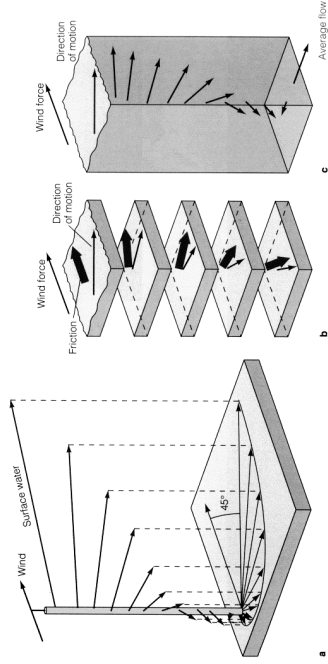 Wind
Surface water
45°
a
Wind force
Direction
of motion
Friction
b
Wind force
Direction
of motion
Average flow
c